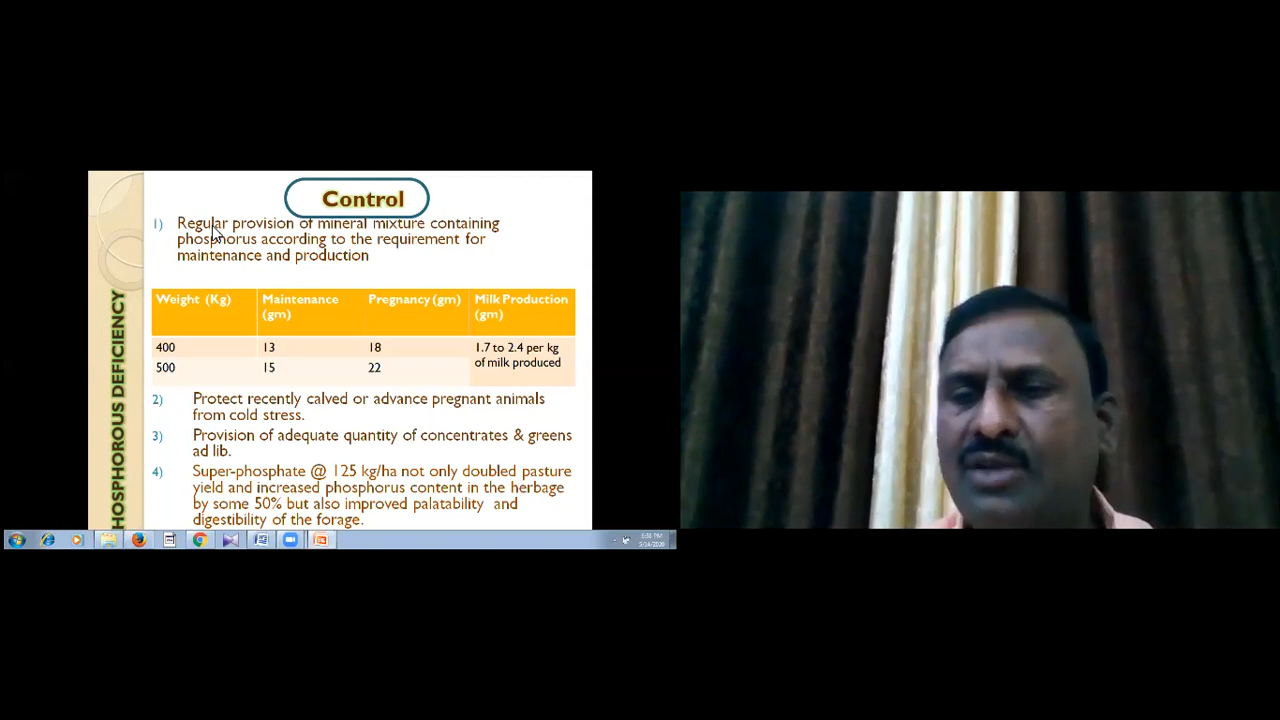 Control
1) Regular provision of mineral mixture containing
phosphorus according to the requirement for
maintenance and production
Weight (Kg) Maintenance (gm) Pregnancy (gm) Milk Production (gm)
400 13 18 1.7 to 2.4 per kg of milk produced
500 15 22
2) Protect recently calved or advance pregnant animals
from cold stress.
3) Provision of adequate quantity of concentrates & greens
ad lib.
4) Super-phosphate @ 125 kg/ha not only doubled pasture
yield and increased phosphorus content in the herbage
by some 50% but also improved palatability and
digestibility of the forage.
HOSPHOROUS DEFICIENCY